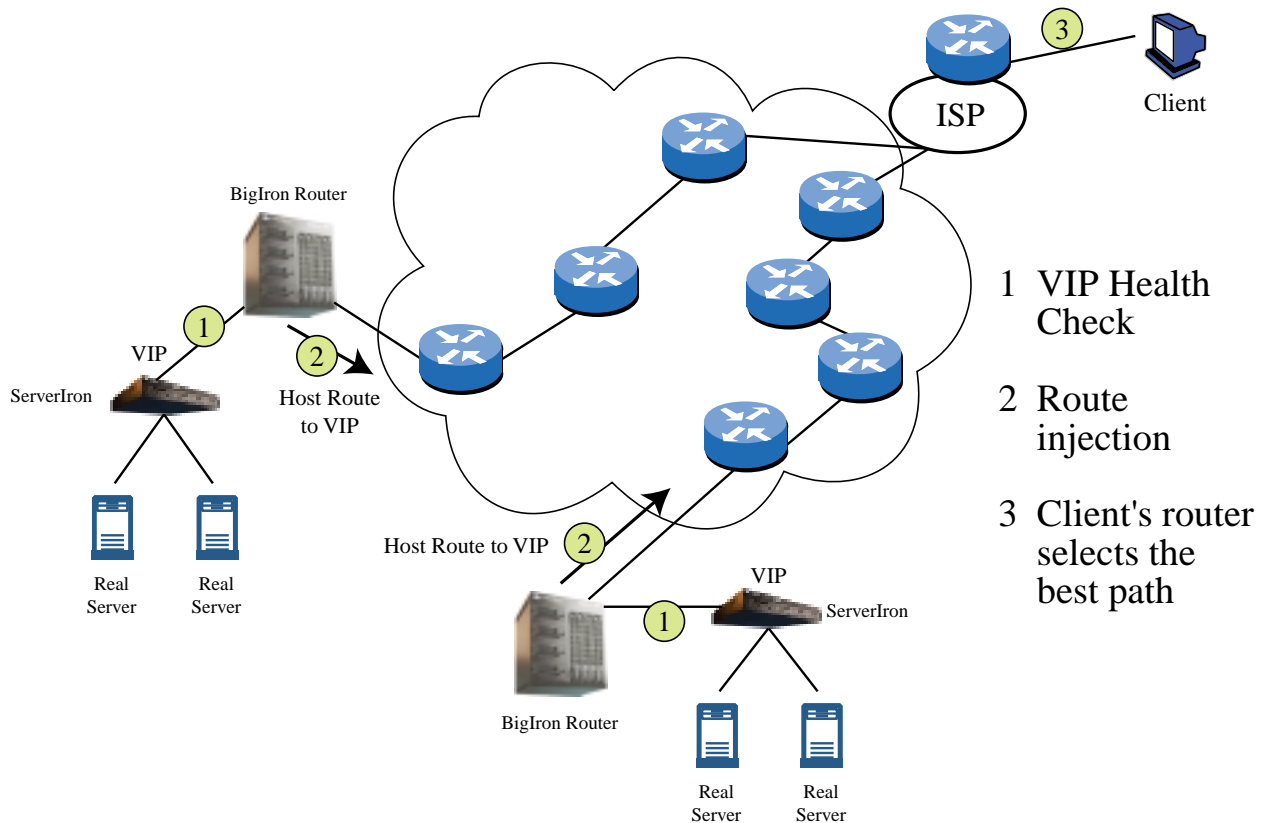 3
Client
ISP
BigIron Router
1
VIP
ServerIron
2
Host Route
to VIP
Real
Server
Real
Server
Host Route to VIP
2
BigIron Router
1
VIP
ServerIron
Real
Server
Real
Server
1 VIP Health
Check
2 Route
injection
3 Client's router
selects the
best path